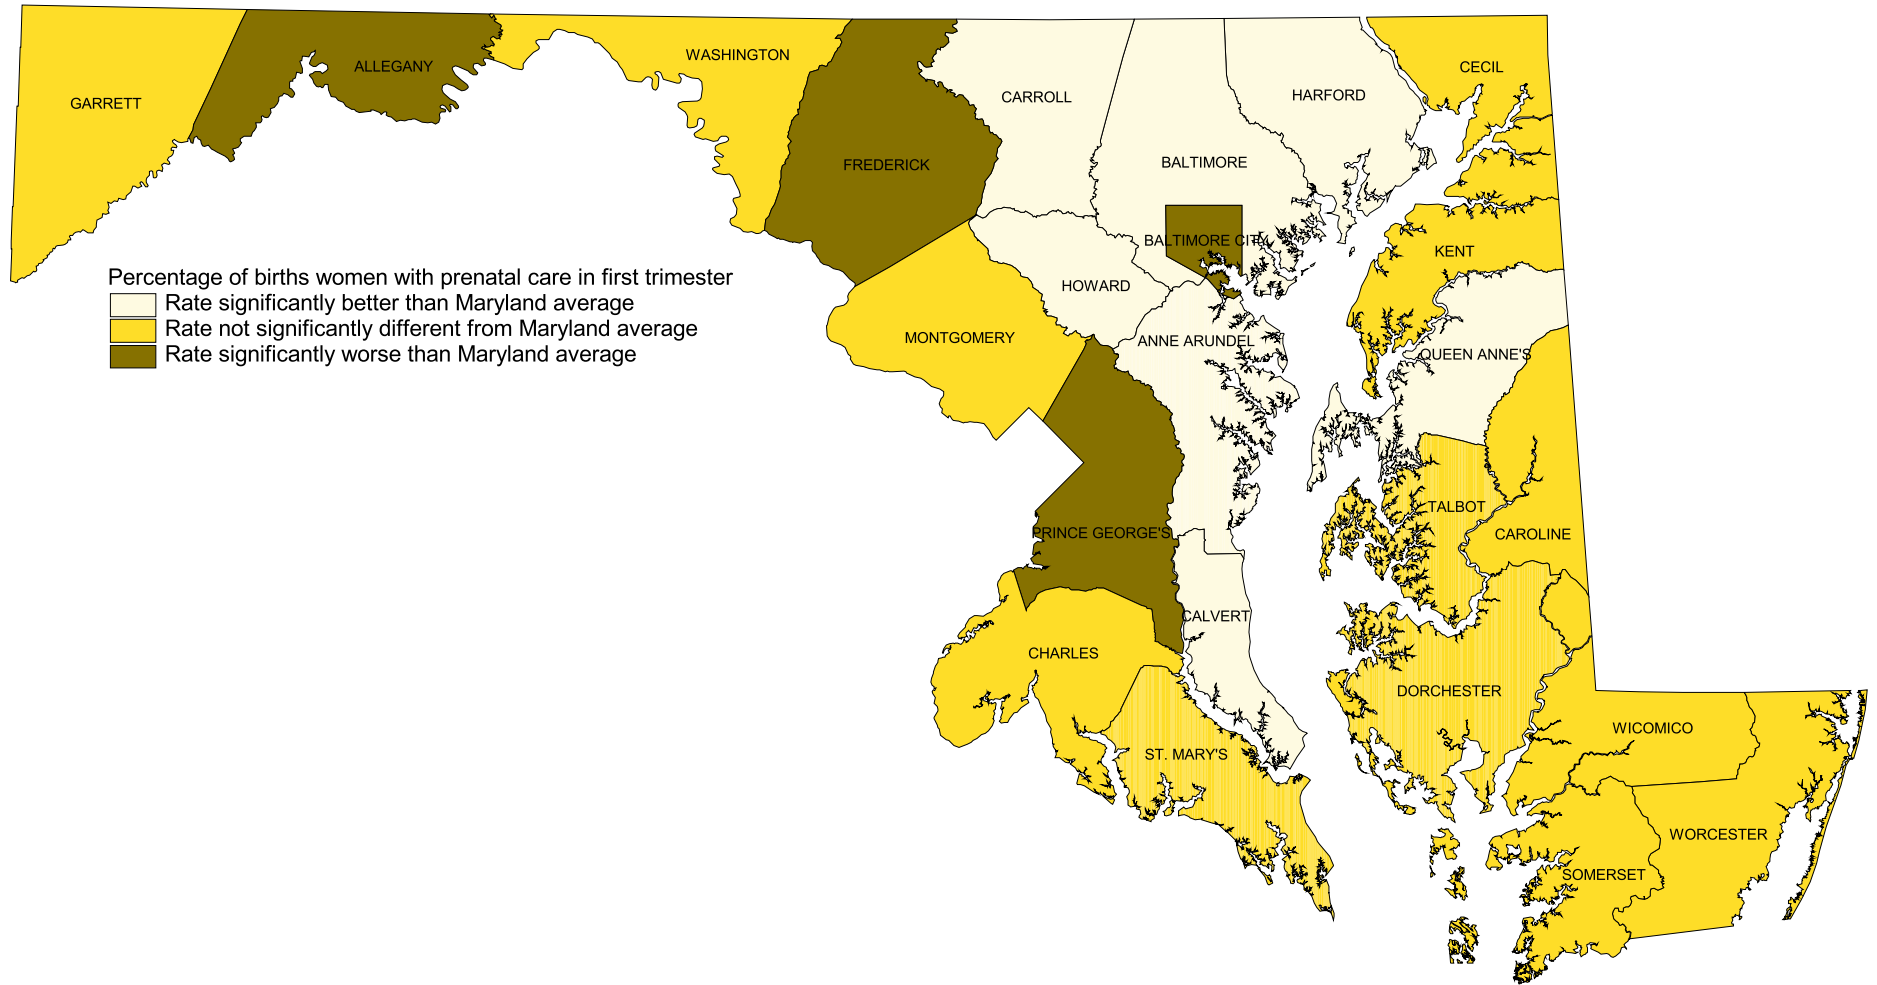 WASHINGTON
ALLEGANY
CECIL
GARRETT
CARROLL
HARFORD
FREDERICK
BALTIMORE
BALTIMORE CITY
KENT
Percentage of births women with prenatal care in first trimester
Rate significantly better than Maryland average
Rate not significantly different from Maryland average
Rate significantly worse than Maryland average
HOWARD
MONTGOMERY
ANNE ARUNDEL
QUEEN ANNE'S
TALBOT
PRINCE GEORGE'S
CAROLINE
CALVERT
CHARLES
DORCHESTER
WICOMICO
ST. MARY'S
WORCESTER
SOMERSET